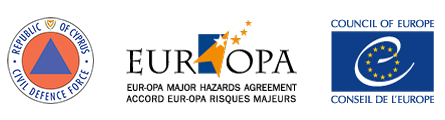 REPUBLIC OF CYPRUS
CIVIL DEFENCE FORCE
EUR OPA
EUR-OPA MAJOR HAZARDS AGREEMENT
ACCORD EUR-OPA RISQUES MAJEURS
COUNCIL OF EUROPE
CONSEIL DE L'EUROPE